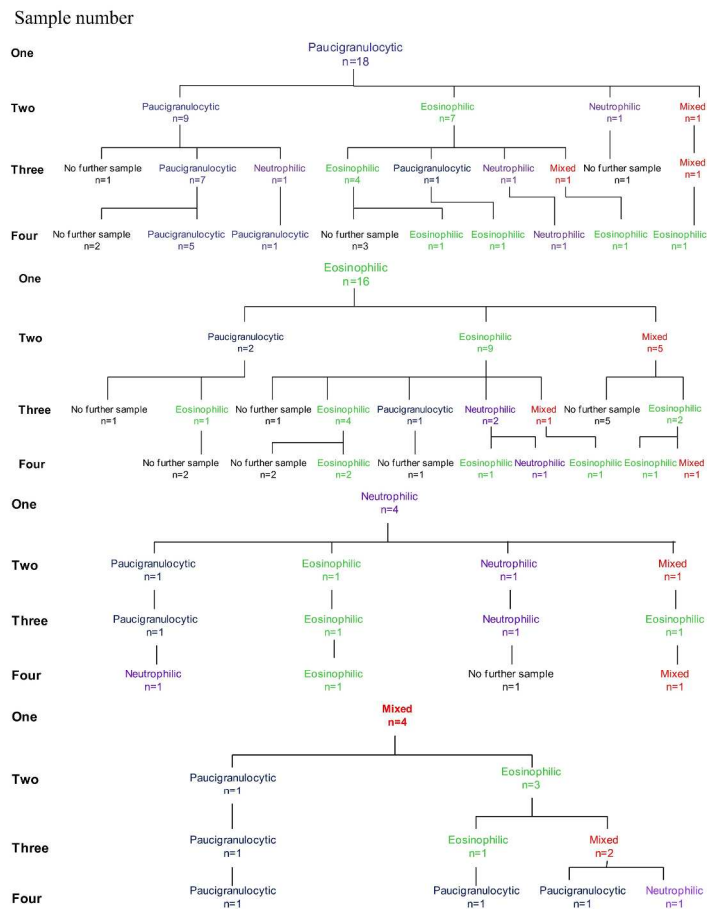 Sample number
One
Paucigranulocytic
n=18
Two
Paucigranulocytic Eosinophilic Neutrophilic Mixed
n=9 n=7 n=1 n=1
Three No further sample Paucigranulocytic Neutrophilic Eosinophilic Paucigranulocytic Neutrophilic Mixed No further sample Mixed
n=1 n=7 n=1 n=4 n=1 n=1 n=1 n=1 n=1
Four No further sample Paucigranulocytic Paucigranulocytic No further sample Eosinophilic Eosinophilic Neutrophilic Eosinophilic Eosinophilic
n=2 n=5 n=1 n=3 n=1 n=1 n=1 n=1 n=1
One Eosinophilic
n=16
Two Paucigranulocytic Eosinophilic Mixed
n=2 n=9 n=5
Three No further sample Eosinophilic No further sample Eosinophilic Paucigranulocytic Neutrophilic Mixed No further sample Eosinophilic
n=1 n=1 n=1 n=4 n=1 n=2 n=1 n=5 n=2
Four No further sample No further sample Eosinophilic No further sample Eosinophilic Neutrophilic Eosinophilic Eosinophilic Mixed
n=2 n=2 n=2 n=1 n=1 n=1 n=1 n=1 n=1
One Neutrophilic
n=4
Two Paucigranulocytic Eosinophilic Neutrophilic Mixed
n=1 n=1 n=1 n=1
Three Paucigranulocytic Eosinophilic Neutrophilic Eosinophilic
n=1 n=1 n=1 n=1
Four Neutrophilic Eosinophilic No further sample Mixed
n=1 n=1 n=1 n=1
One Mixed
n=4
Two Paucigranulocytic Eosinophilic
n=1 n=3
Three Paucigranulocytic Eosinophilic Mixed
n=1 n=1 n=2
Four Paucigranulocytic Paucigranulocytic Paucigranulocytic Neutrophilic
n=1 n=1 n=1 n=1